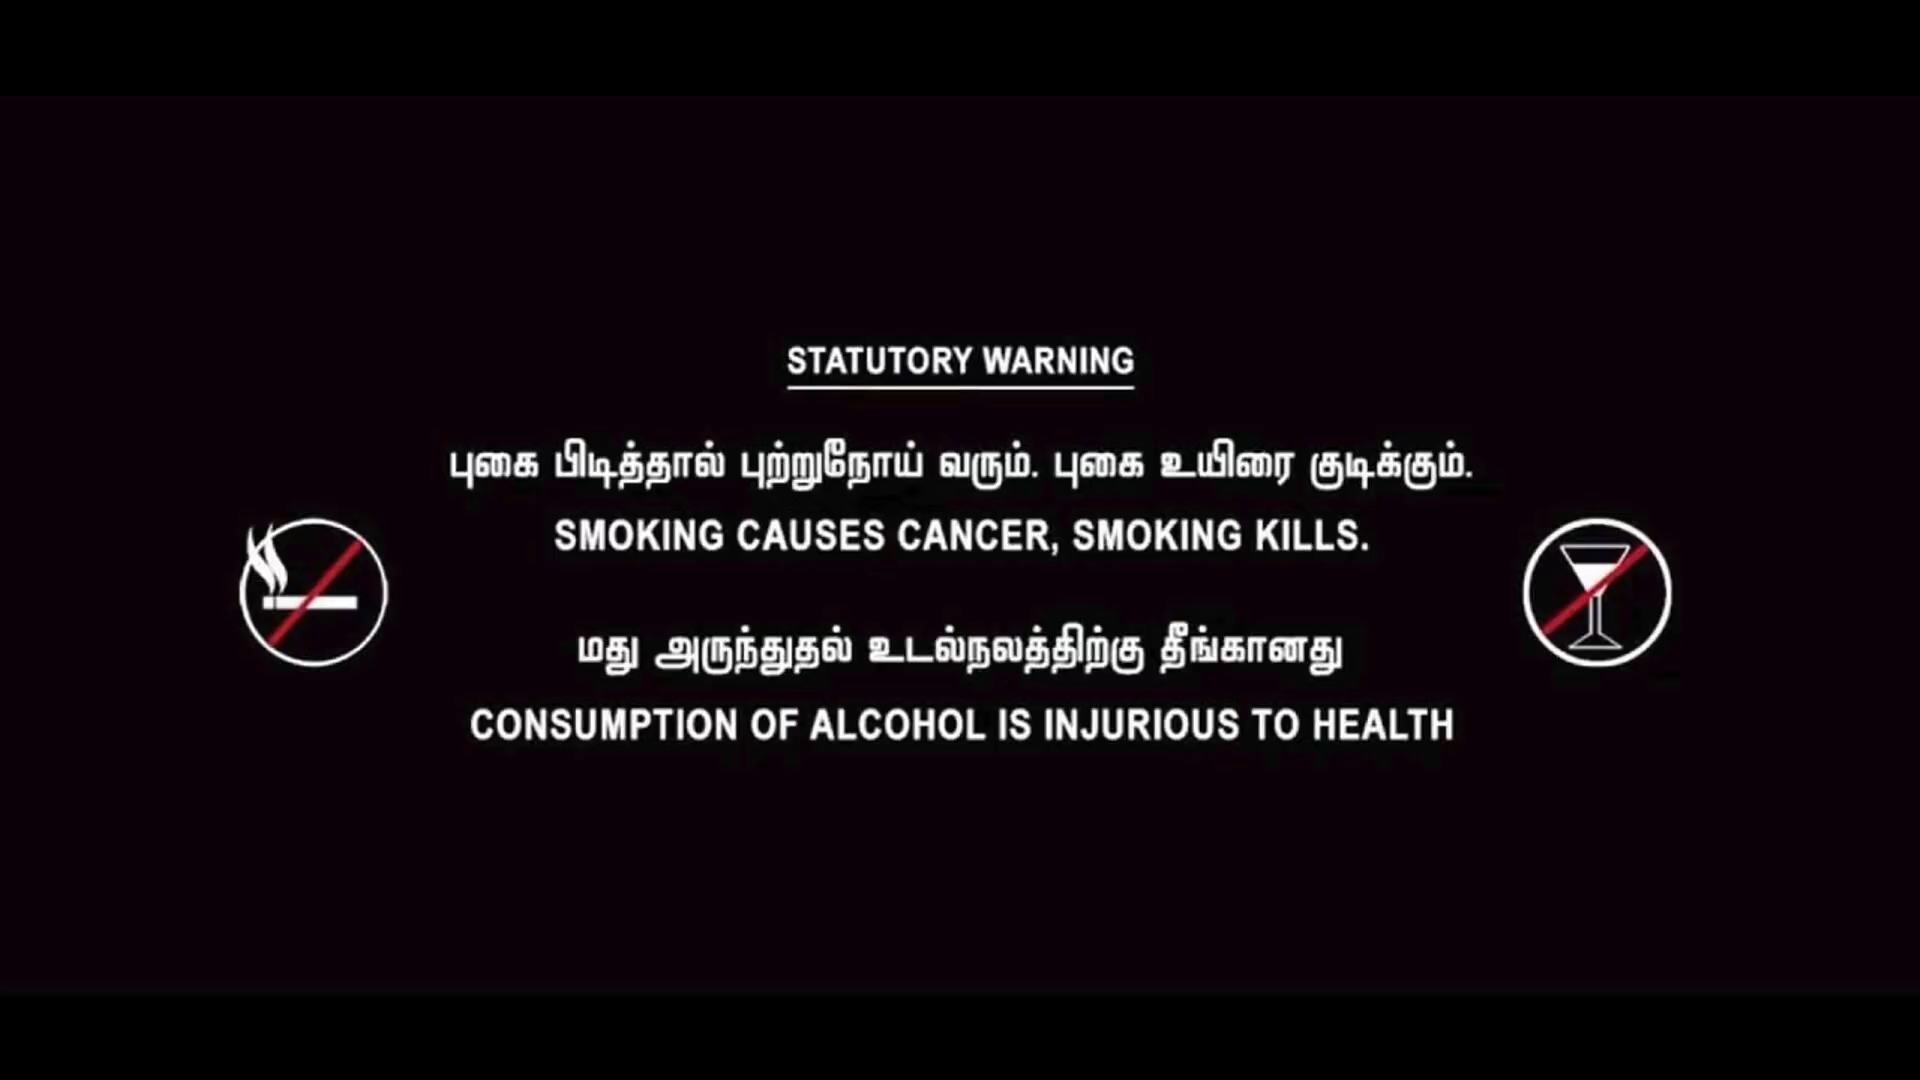 STATUTORY WARNING
புகை பிடித்தால் புற்றுநோய் வரும். புகை உயிரை குடிக்கும்.
SMOKING CAUSES CANCER, SMOKING KILLS.
மது அருந்துதல் உடல்நலத்திற்கு தீங்கானது
CONSUMPTION OF ALCOHOL IS INJURIOUS TO HEALTH